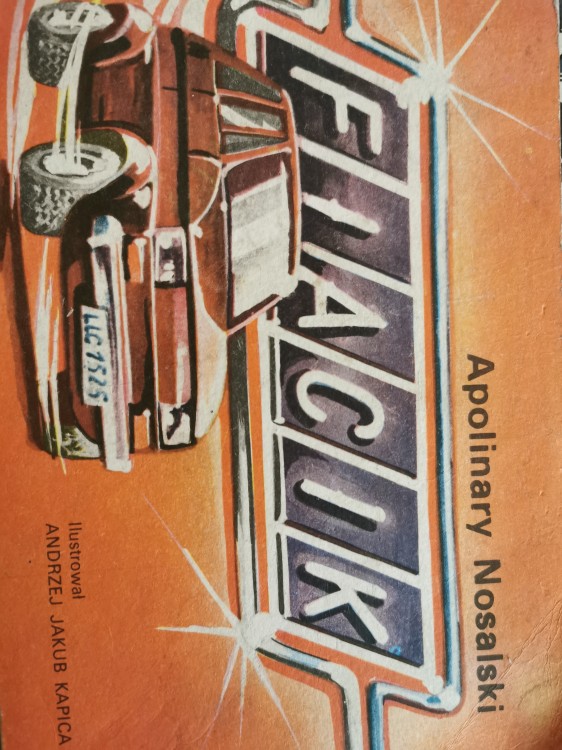 Apolinary Nosalski
FIACIK
LLC 1525
Ilustrował
ANDRZEJ JAKUB KAPICA